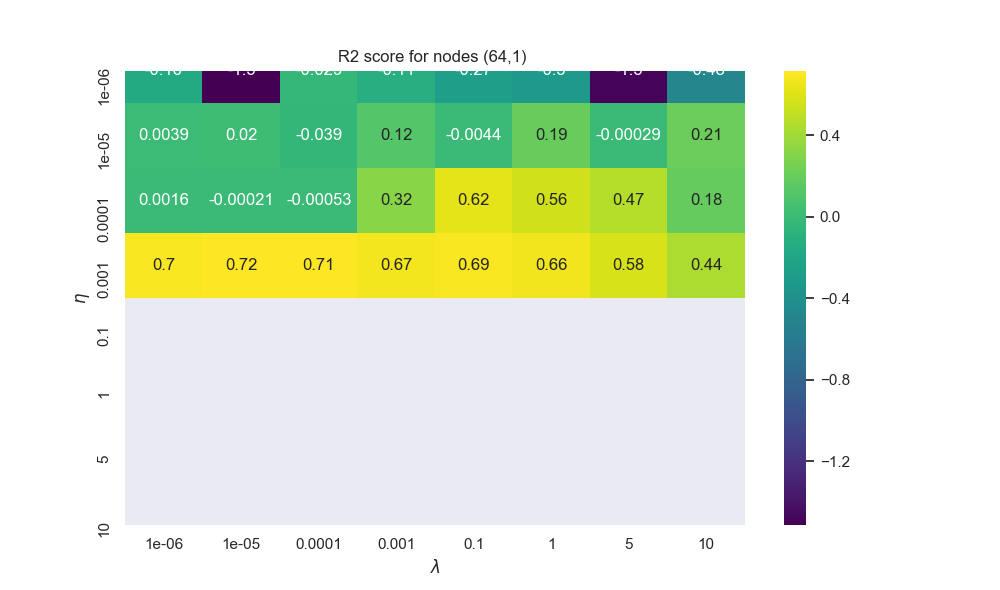 R2 score for nodes (64,1)
1e-06
1e-05 0.0039 0.02 -0.039 0.12 -0.0044 0.19 -0.00029 0.21
0.0001 0.0016 -0.00021 -0.00053 0.32 0.62 0.56 0.47 0.18
0.001 0.7 0.72 0.71 0.67 0.69 0.66 0.58 0.44
0.1
1
5
10
η
1e-06 1e-05 0.0001 0.001 0.1 1 5 10
λ
0.4
0.0
−0.4
−0.8
−1.2